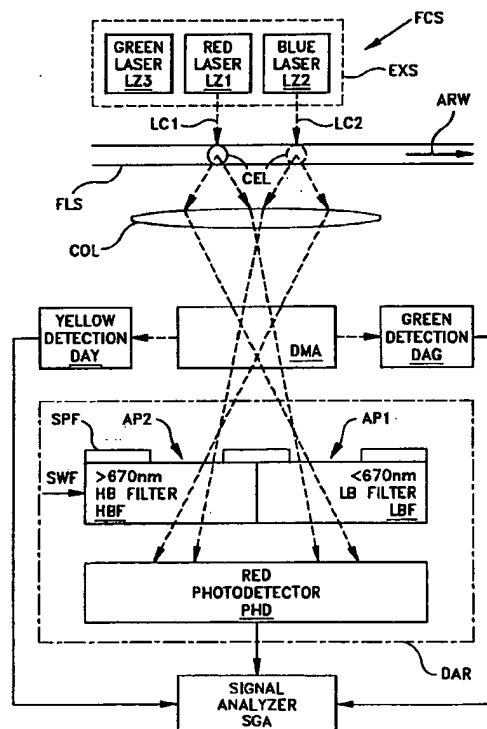 FCS
GREEN LASER LZ3
RED LASER LZ1
BLUE LASER LZ2
EXS
LC1
LC2
ARW
CEL
FLS
COL
YELLOW DETECTION DAY
DMA
GREEN DETECTION DAG
SPF
AP2
AP1
SWF
>670nm HB FILTER HBF
<670nm LB FILTER LBF
RED PHOTODETECTOR PHD
DAR
SIGNAL ANALYZER SGA